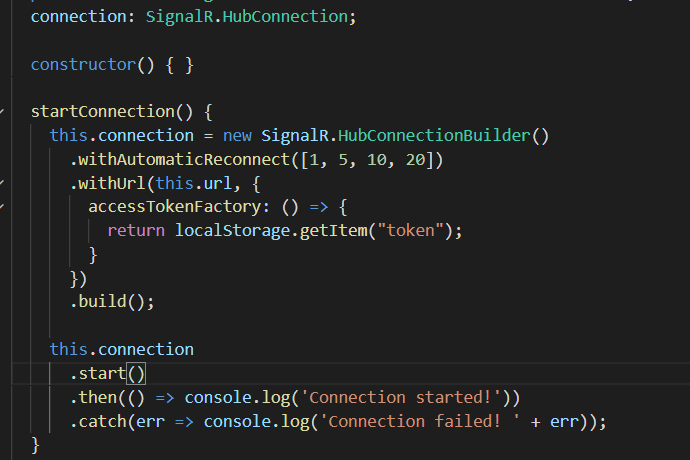 connection: SignalR.HubConnection;
constructor() { }
startConnection() {
this.connection = new SignalR.HubConnectionBuilder()
.withAutomaticReconnect([1, 5, 10, 20])
.withUrl(this.url, {
accessTokenFactory: () => {
return localStorage.getItem("token");
}
})
.build();
this.connection
.start()
.then(() => console.log('Connection started!'))
.catch(err => console.log('Connection failed! ' + err));
}